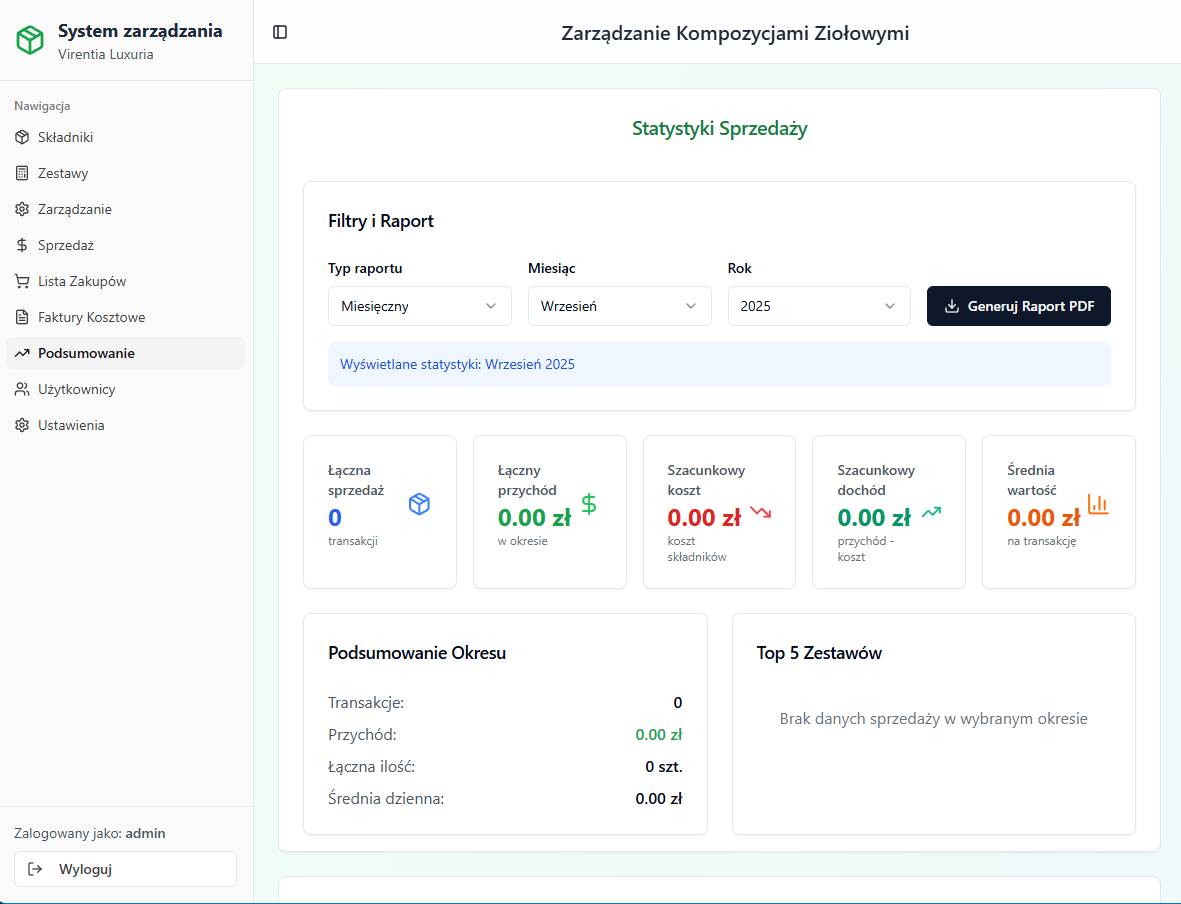 System zarządzania
Virentia Luxuria
Nawigacja
Składniki
Zestawy
Zarządzanie
Sprzedaż
Lista Zakupów
Faktury Kosztowe
Podsumowanie
Użytkownicy
Ustawienia
Zalogowany jako: admin
Wyloguj
Zarządzanie Kompozycjami Ziołowymi
Statystyki Sprzedaży
Filtry i Raport
Typ raportu
Miesięczny
Miesiąc
Wrzesień
Rok
2025
Generuj Raport PDF
Wyświetlane statystyki: Wrzesień 2025
Łączna
sprzedaż
0
transakcji
Łączny
przychód
0.00 zł
w okresie
Szacunkowy
koszt
0.00 zł
koszt
składników
Szacunkowy
dochód
0.00 zł
przychód -
koszt
Średnia
wartość
0.00 zł
na transakcję
Podsumowanie Okresu
Transakcje: 0
Przychód: 0.00 zł
Łączna ilość: 0 szt.
Średnia dzienna: 0.00 zł
Top 5 Zestawów
Brak danych sprzedaży w wybranym okresie